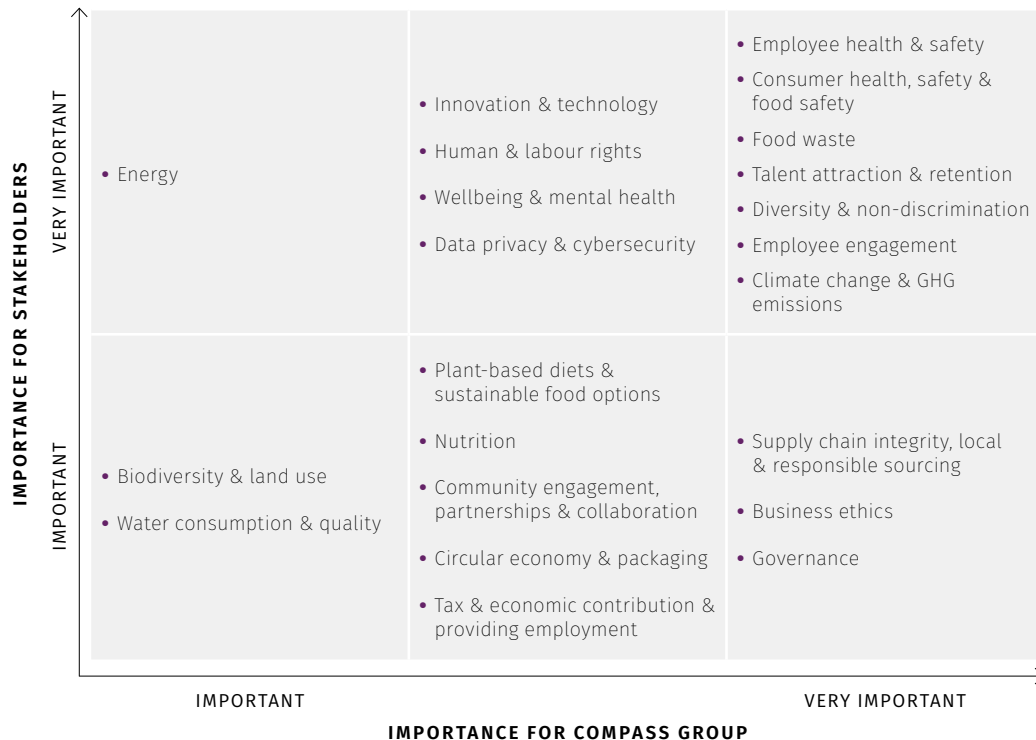 IMPORTANCE FOR STAKEHOLDERS
VERY IMPORTANT
• Energy
• Innovation & technology
• Human & labour rights
• Wellbeing & mental health
• Data privacy & cybersecurity
• Employee health & safety
• Consumer health, safety &
food safety
• Food waste
• Talent attraction & retention
• Diversity & non-discrimination
• Employee engagement
• Climate change & GHG
emissions
IMPORTANT
• Biodiversity & land use
• Water consumption & quality
• Plant-based diets &
sustainable food options
• Nutrition
• Community engagement,
partnerships & collaboration
• Circular economy & packaging
• Tax & economic contribution &
providing employment
• Supply chain integrity, local
& responsible sourcing
• Business ethics
• Governance
IMPORTANT
VERY IMPORTANT
IMPORTANCE FOR COMPASS GROUP